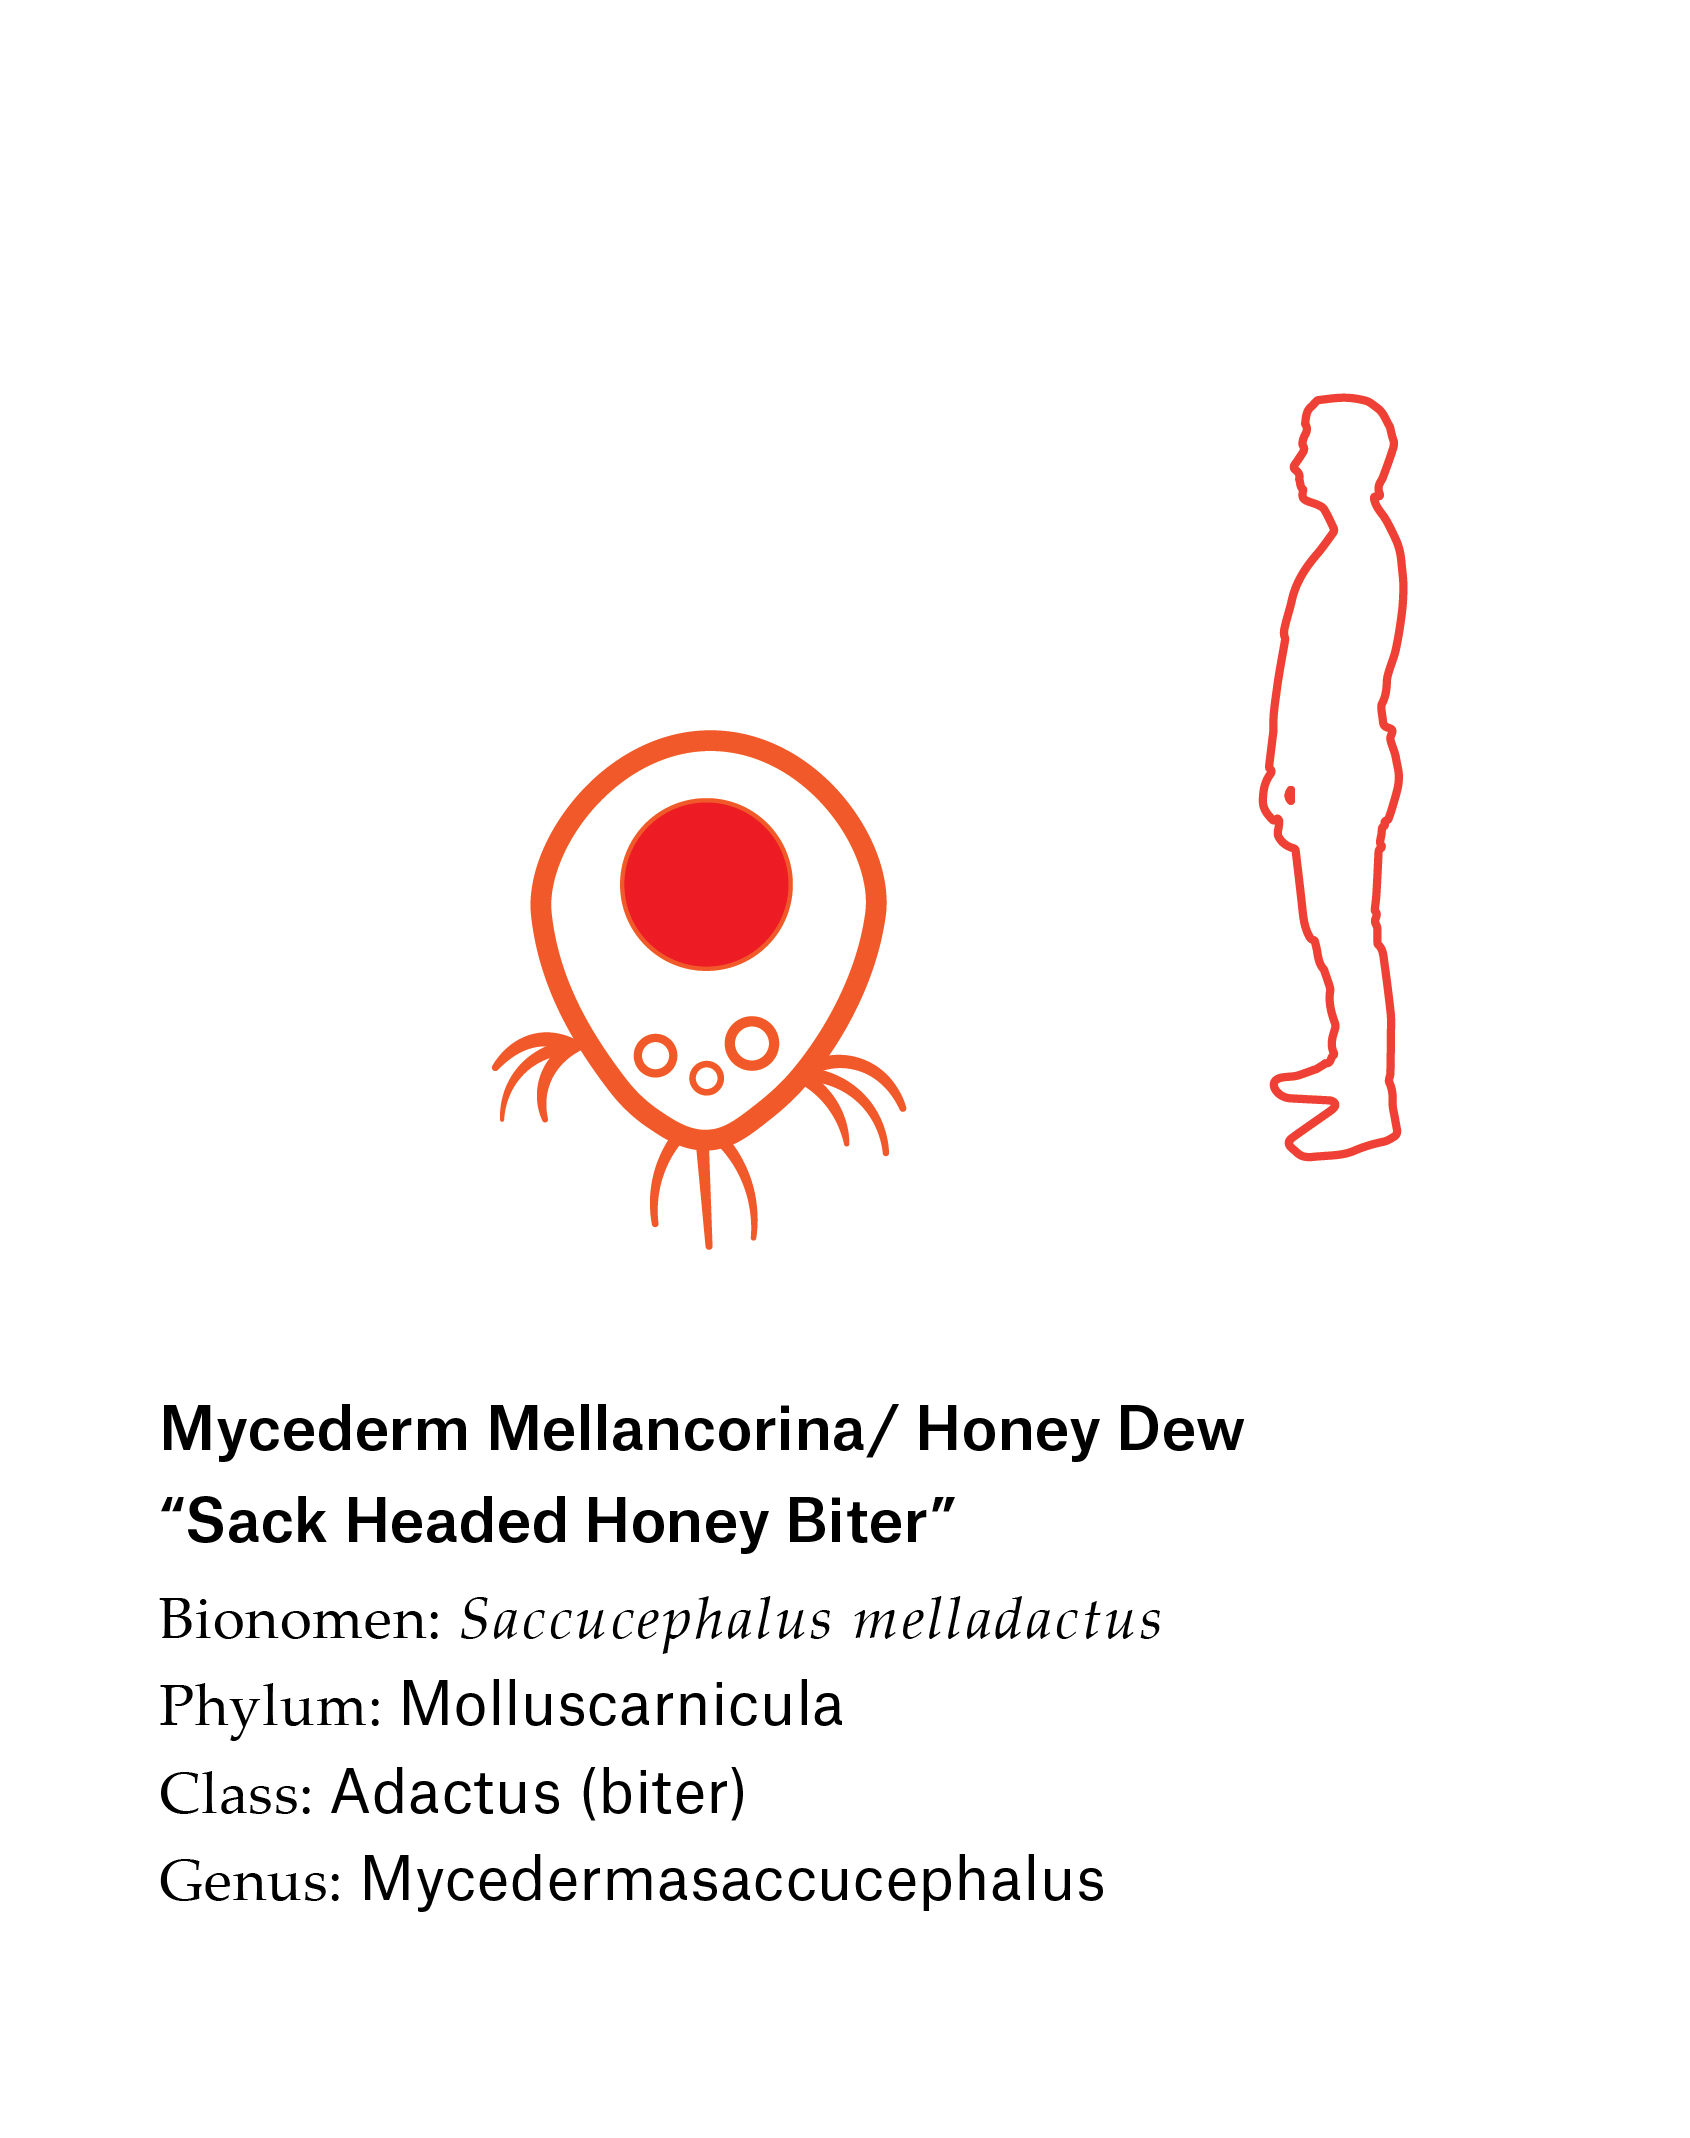 Mycederm Mellancorina/ Honey Dew
“Sack Headed Honey Biter”
Bionomen: Saccucephalus melladactus
Phylum: Molluscarnicula
Class: Adactus (biter)
Genus: Mycedermasaccucephalus